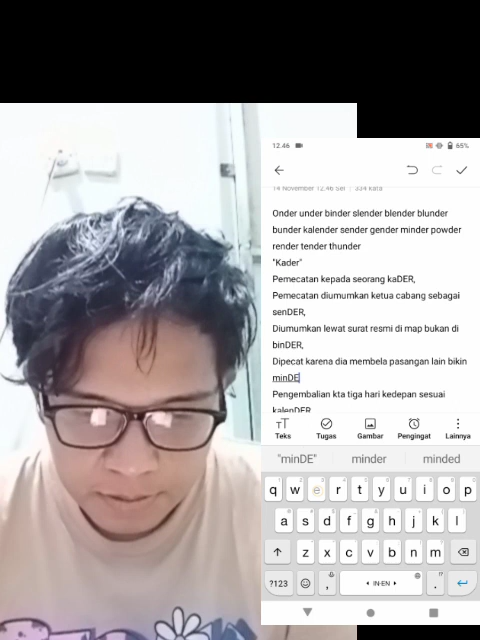 12.46
65%
14 November 12.46 Sel | 334 kata
Onder under binder slender blender blunder
bunder kalender sender gender minder powder
render tender thunder
"Kader"
Pemecatan kepada seorang kaDER,
Pemecatan diumumkan ketua cabang sebagai
senDER,
Diumumkan lewat surat resmi di map bukan di
binDER,
Dipecat karena dia membela pasangan lain bikin
minDE
Pengembalian kta tiga hari kedepan sesuai
kalenDER
Teks Tugas Gambar Pengingat Lainnya
"minDE" minder minded
q w e r t y u i o p
a s d f g h j k l
z x c v b n m
?123 , IN·EN .